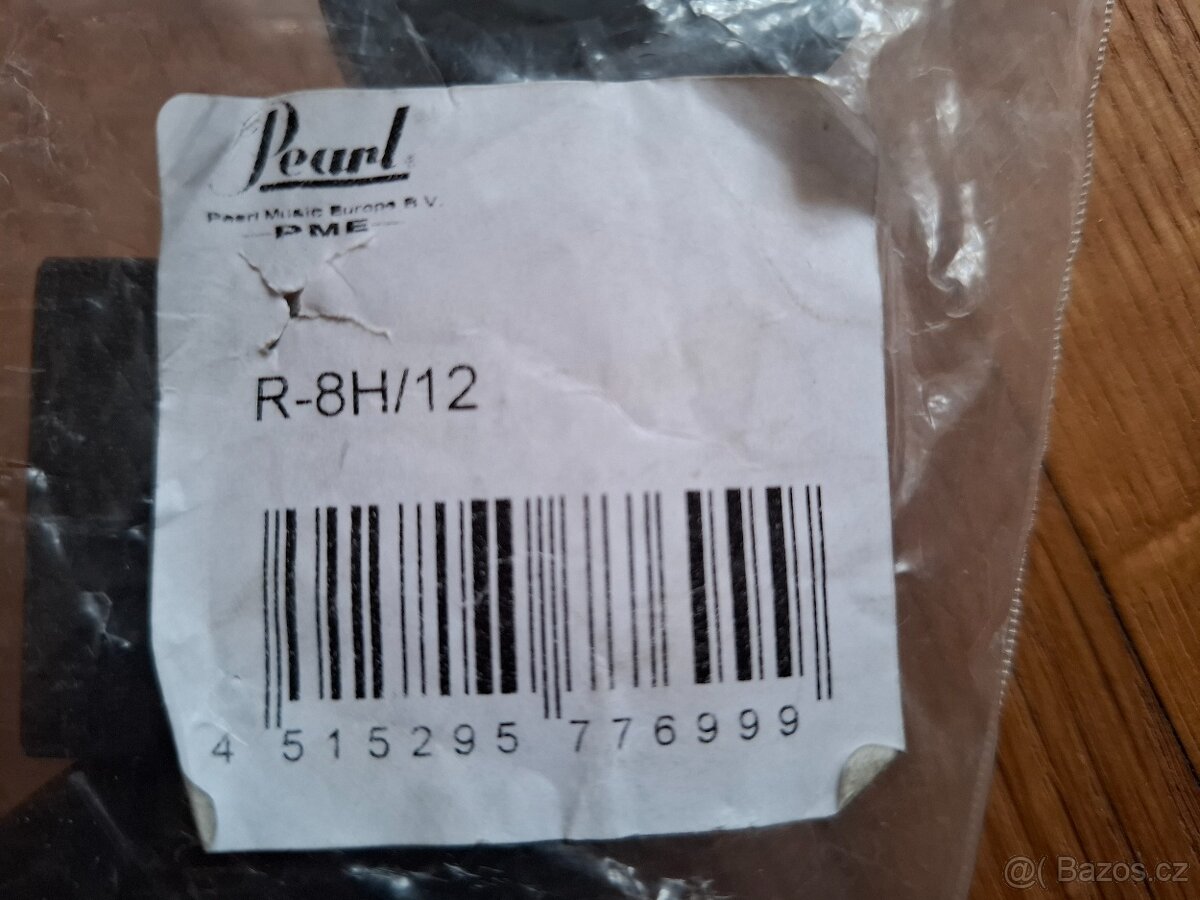 Pearl
Pearl Music Europe B.V.
PME
R-8H/12
4 515295 776999
@( Bazos.cz